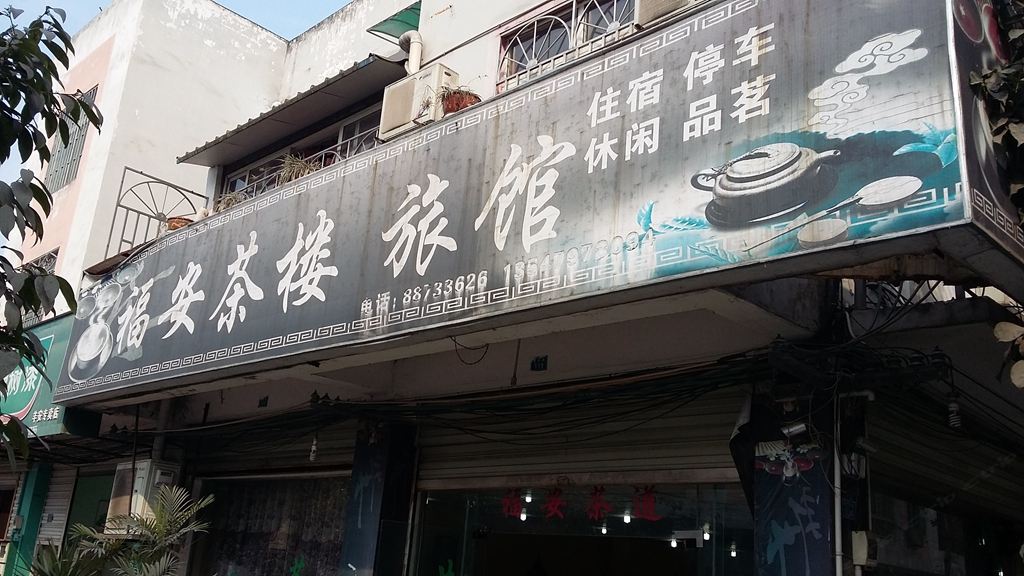 福安茶楼 旅馆
住宿 停车
休闲 品茗
电话:88733626
福安茶道